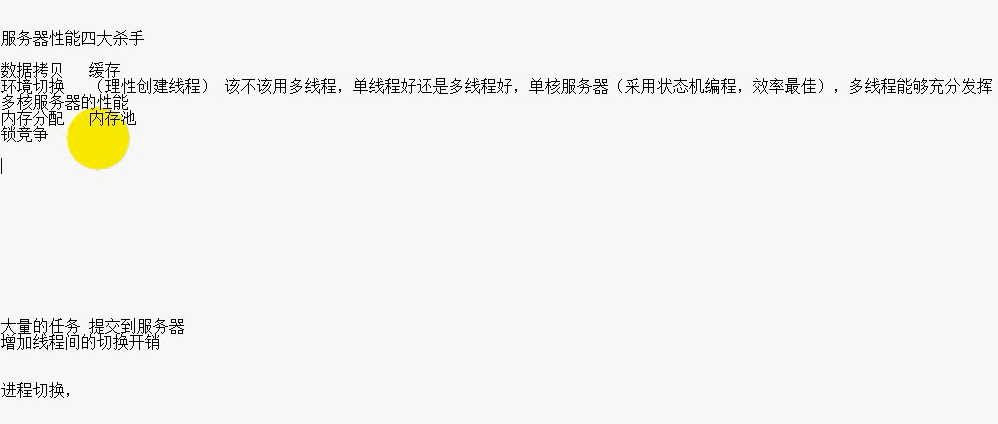 服务器性能四大杀手
数据拷贝 缓存
环境切换 （理性创建线程） 该不该用多线程，单线程好还是多线程好，单核服务器（采用状态机编程，效率最佳），多线程能够充分发挥
多核服务器的性能
内存分配 内存池
锁竞争
大量的任务 提交到服务器
增加线程间的切换开销
进程切换，